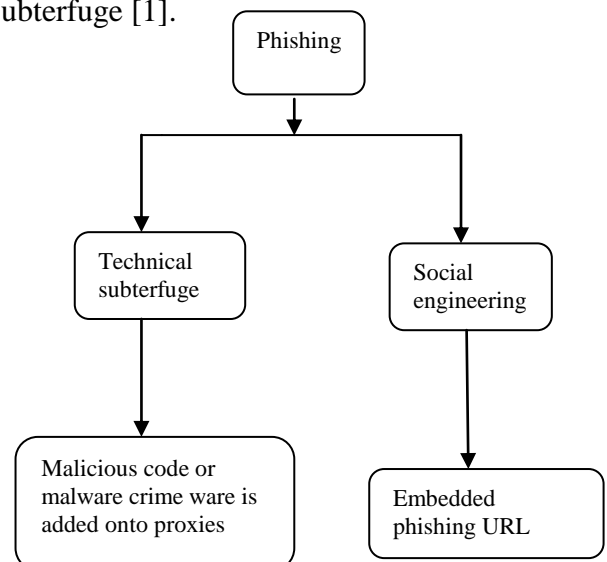 ubterfuge [1].
Phishing
Technical
subterfuge
Social
engineering
Malicious code or
malware crime ware is
added onto proxies
Embedded
phishing URL